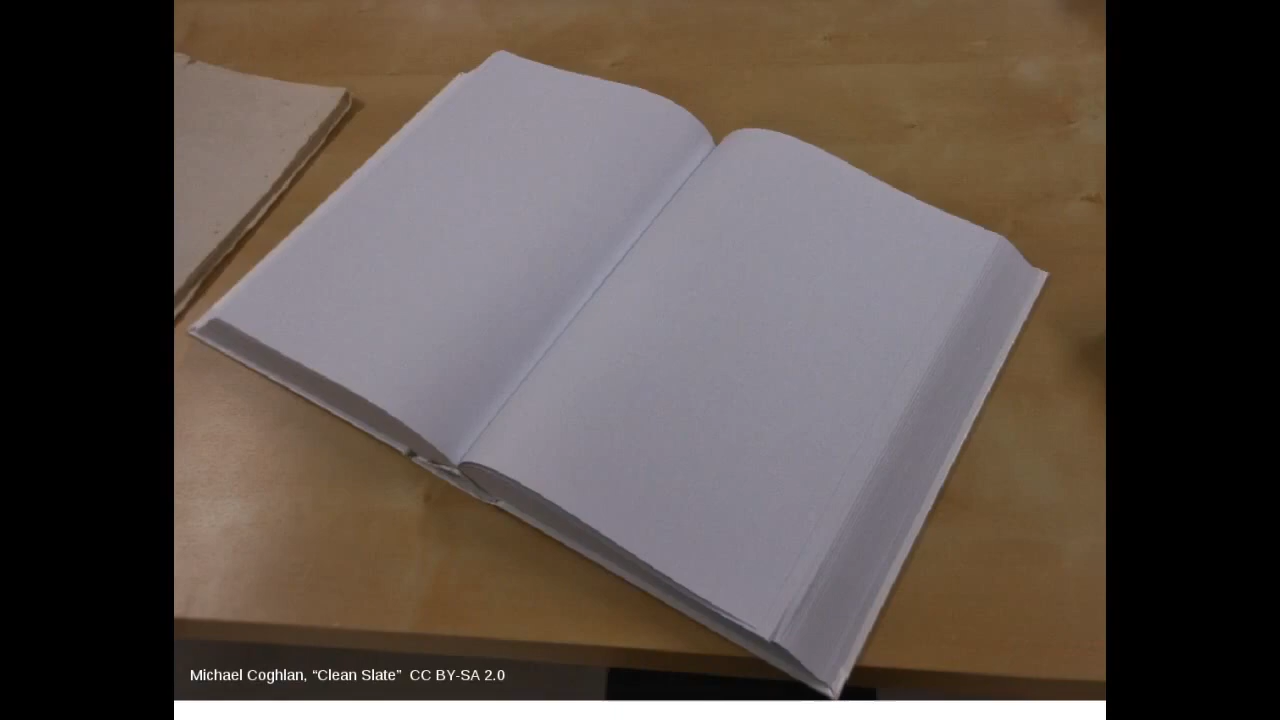 Michael Coghlan, “Clean Slate”  CC BY-SA 2.0